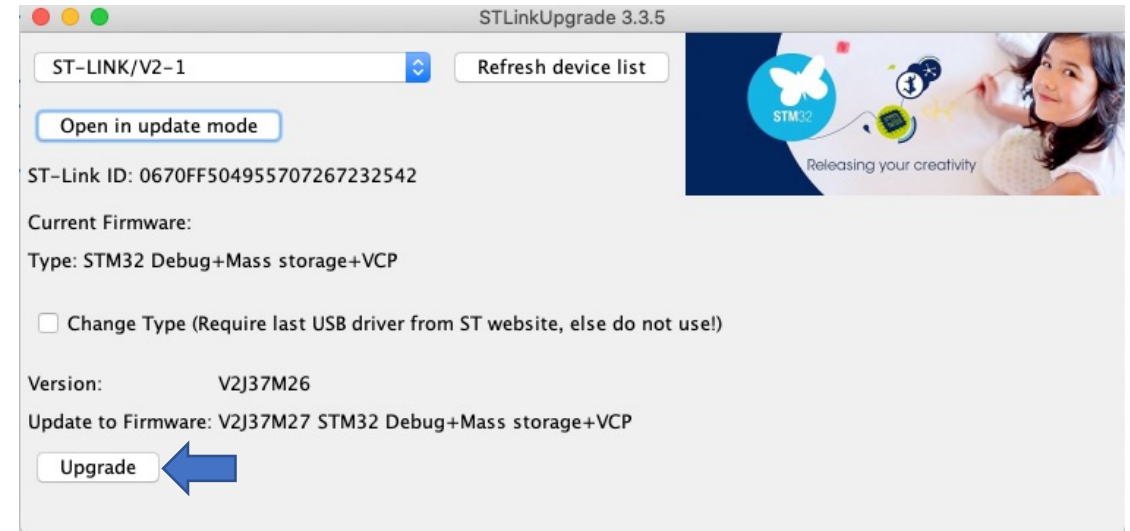 STLinkUpgrade 3.3.5
ST-LINK/V2-1
Refresh device list
Open in update mode
STM32
Releasing your creativity
ST-Link ID: 0670FF504955707267232542
Current Firmware:
Type: STM32 Debug+Mass storage+VCP
Change Type (Require last USB driver from ST website, else do not use!)
Version: V2J37M26
Update to Firmware: V2J37M27 STM32 Debug+Mass storage+VCP
Upgrade